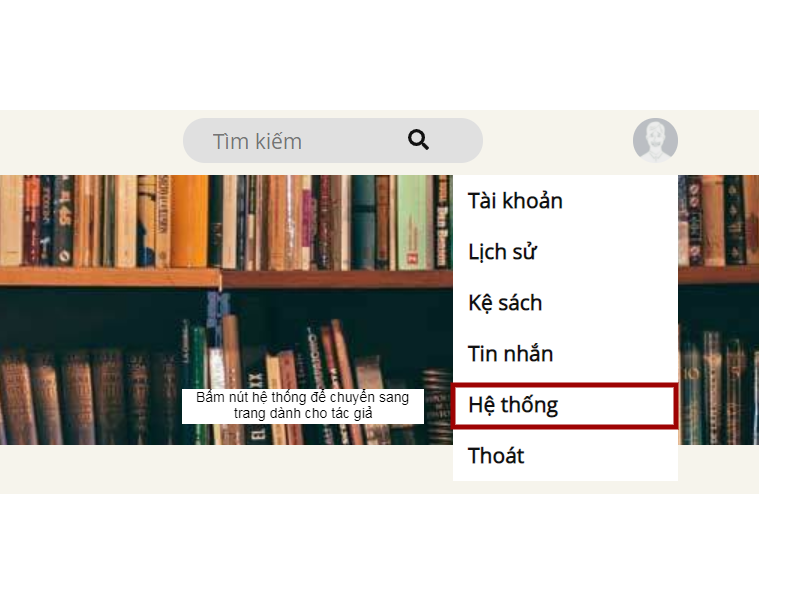 Tìm kiếm
Tài khoản
Lịch sử
Kệ sách
Tin nhắn
Bấm nút hệ thống để chuyển sang
trang dành cho tác giả
Hệ thống
Thoát